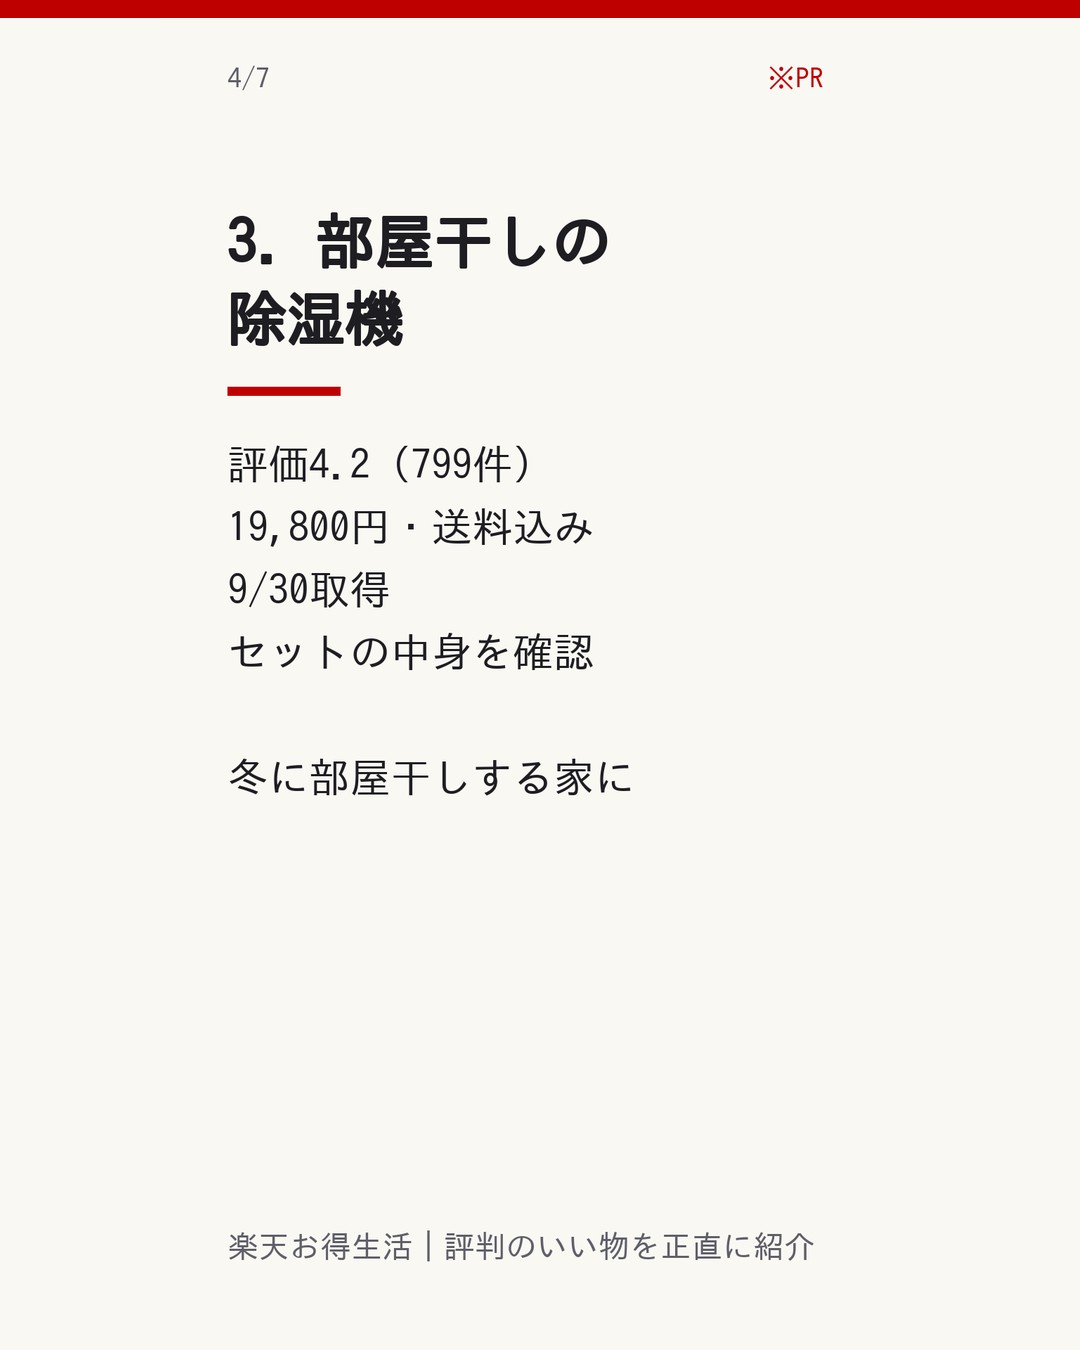 4/7
※PR
3. 部屋干しの
除湿機
評価4.2（799件）
19,800円・送料込み
9/30取得
セットの中身を確認
冬に部屋干しする家に
楽天お得生活｜評判のいい物を正直に紹介